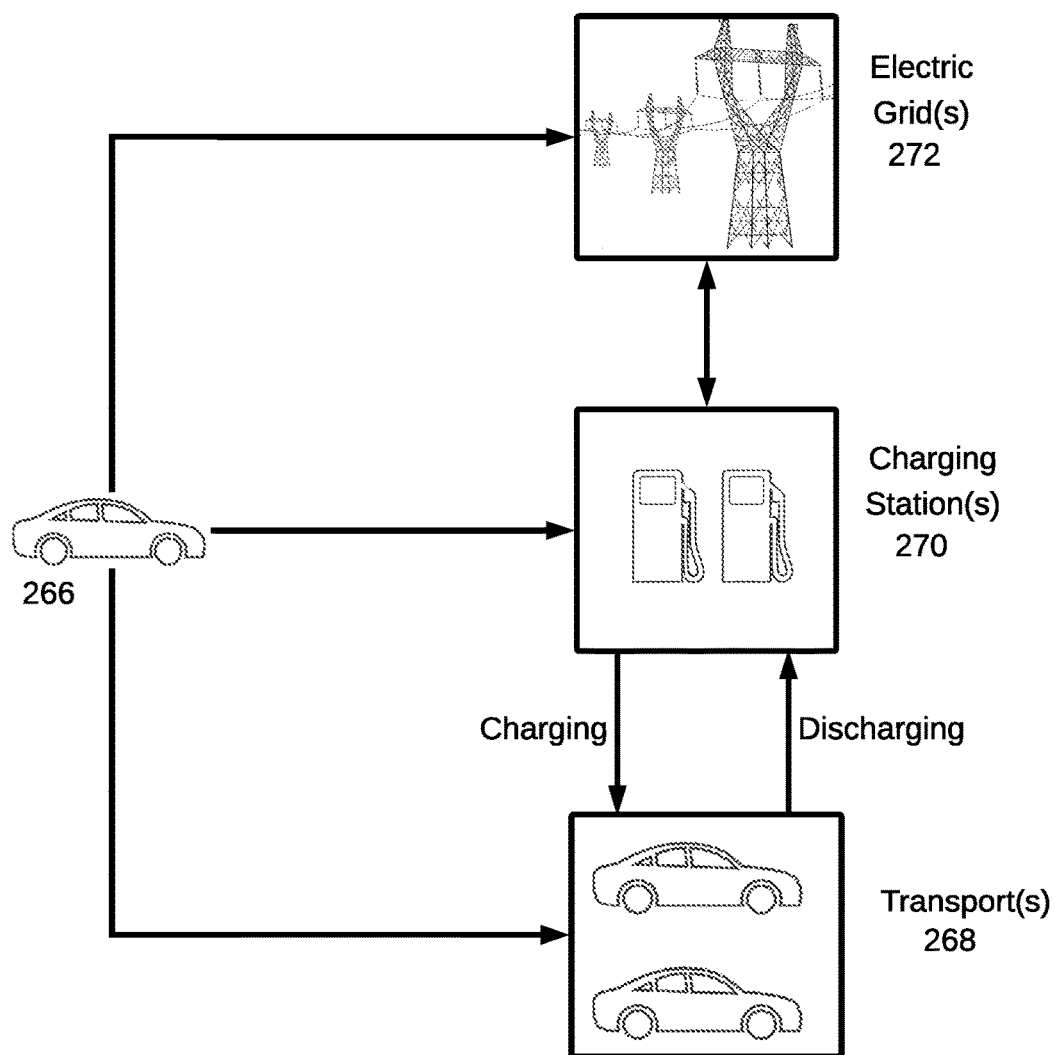 Electric
Grid(s)
272
Charging
Station(s)
270
266
Charging
Discharging
Transport(s)
268